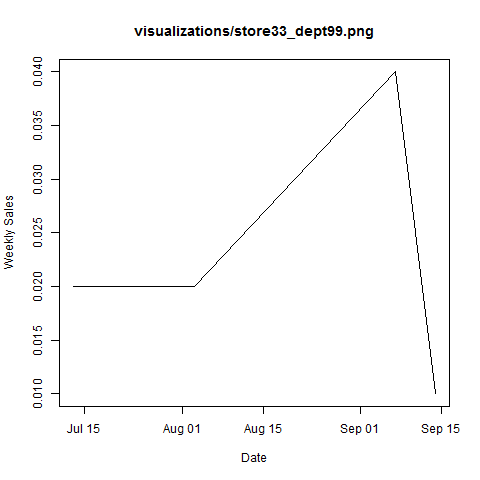 visualizations/store33_dept99.png
Weekly Sales
0.040
0.035
0.030
0.025
0.020
0.015
0.010
Jul 15 Aug 01 Aug 15 Sep 01 Sep 15
Date